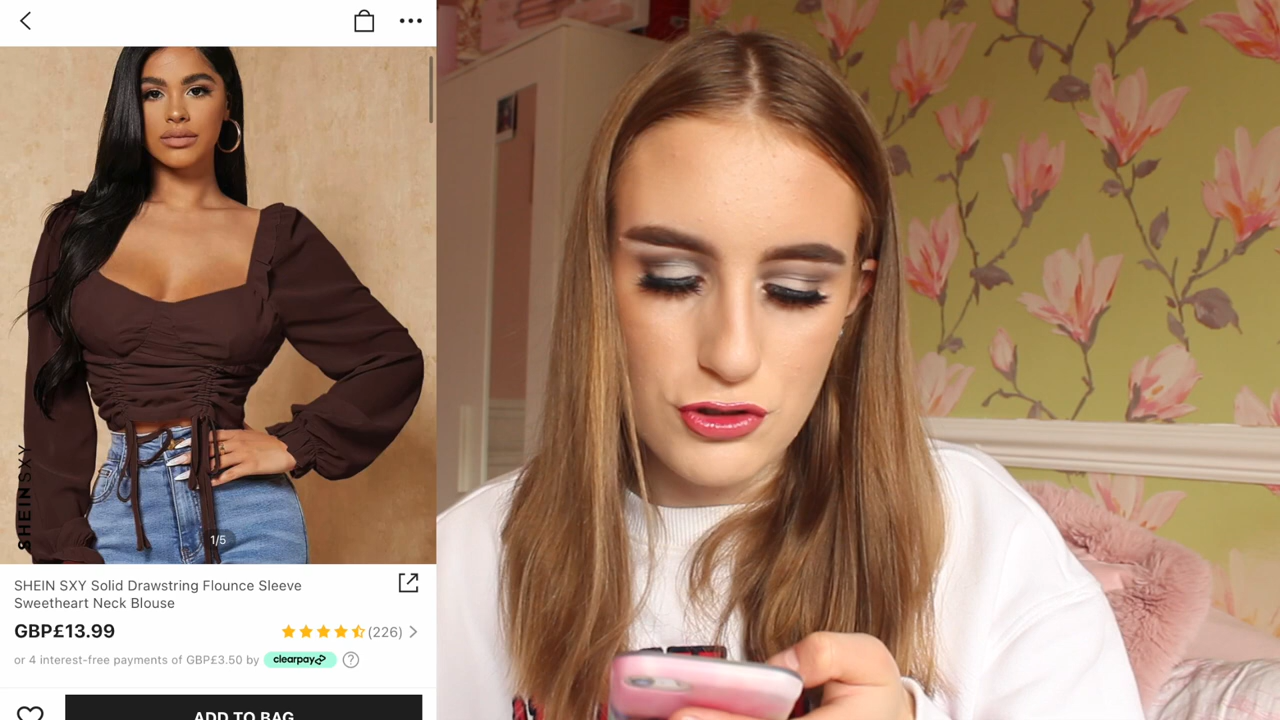 SHEIN SXY
1/5
SHEIN SXY Solid Drawstring Flounce Sleeve
Sweetheart Neck Blouse
GBP£13.99
(226)
or 4 interest-free payments of GBP£3.50 by clearpay ?
ADD TO BAG